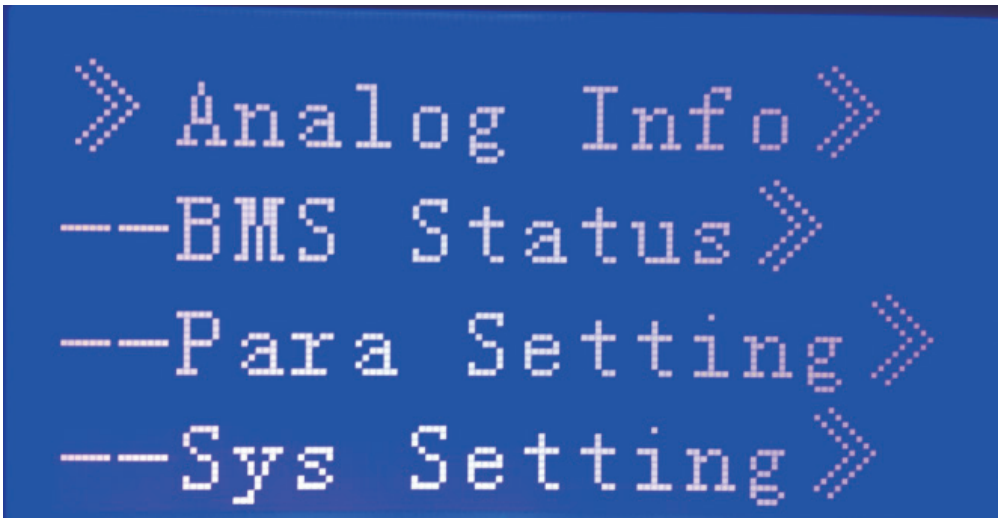 》Analog Info》
--BMS Status》
--Para Setting》
--Sys Setting》